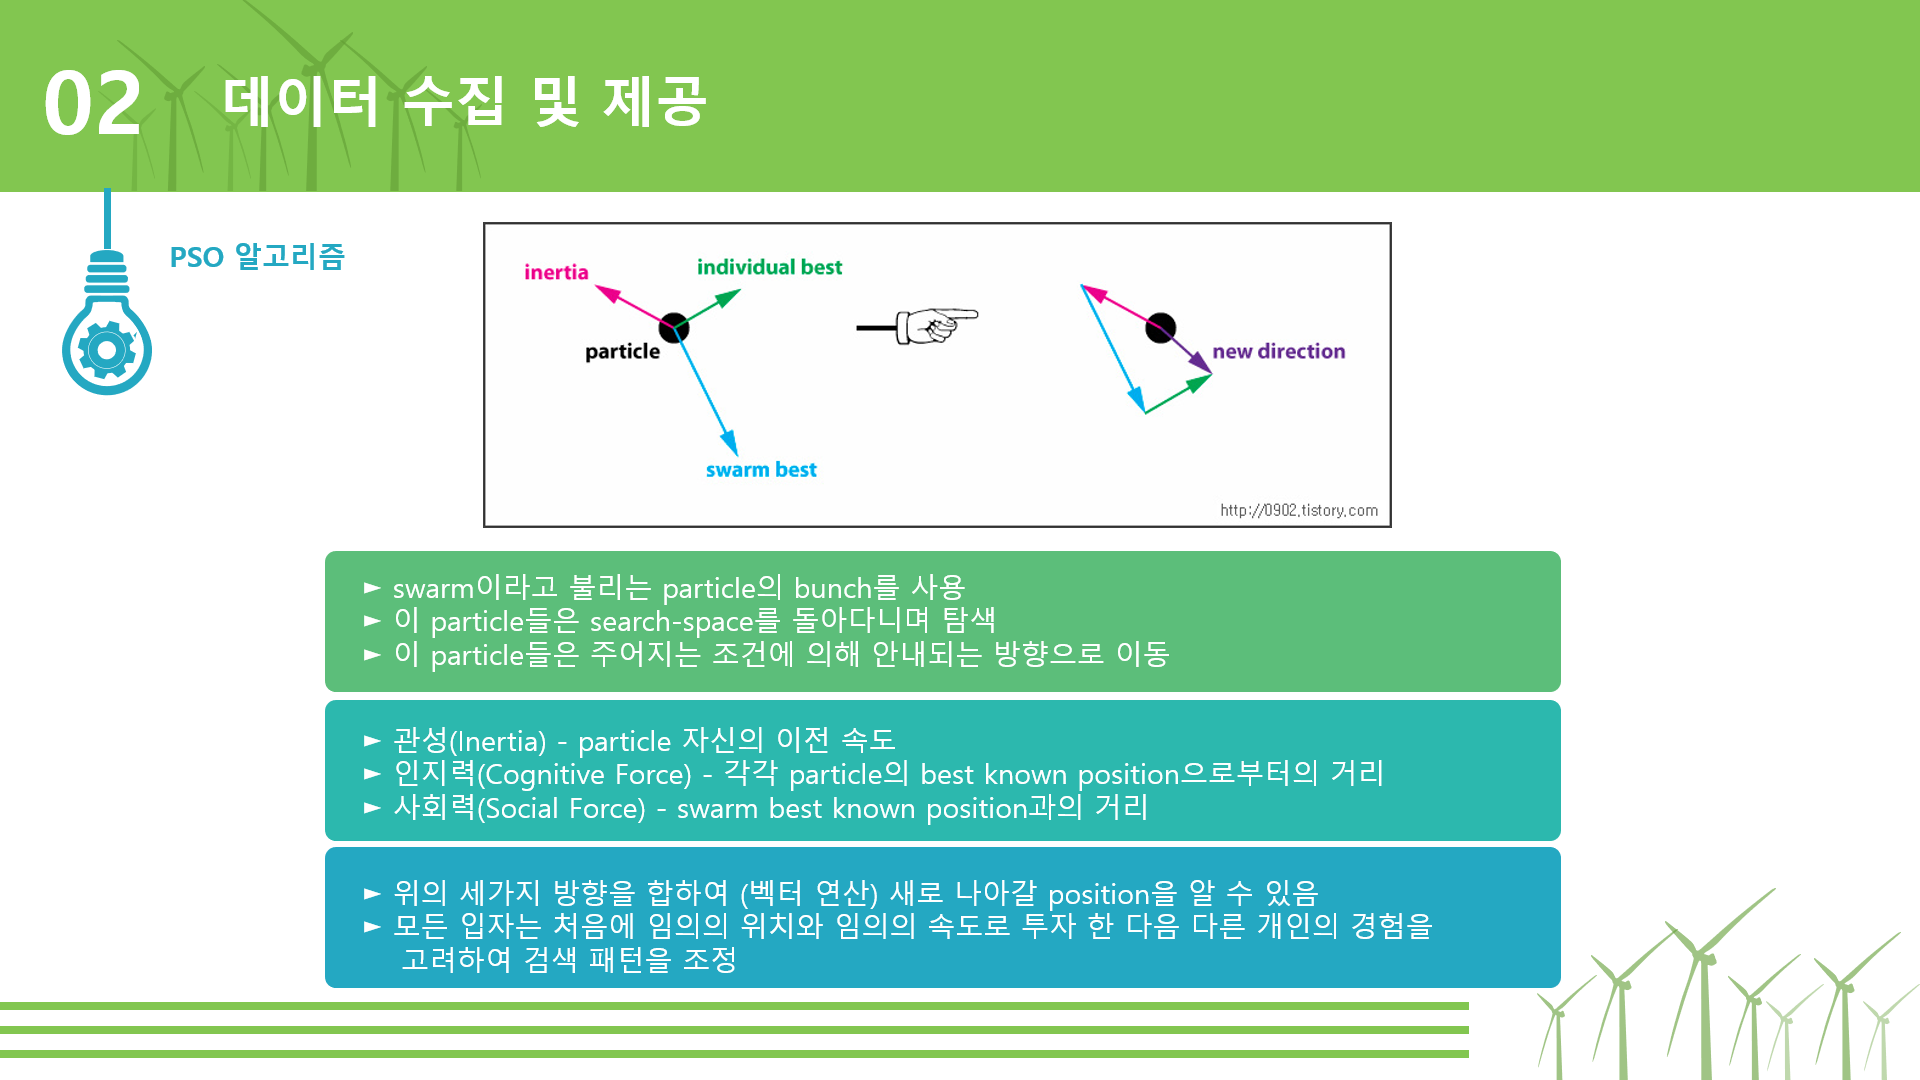 02 데이터 수집 및 제공
PSO 알고리즘
inertia
individual best
particle
swarm best
new direction
http://0902.tistory.com
► swarm이라고 불리는 particle의 bunch를 사용
► 이 particle들은 search-space를 돌아다니며 탐색
► 이 particle들은 주어지는 조건에 의해 안내되는 방향으로 이동
► 관성(Inertia) - particle 자신의 이전 속도
► 인지력(Cognitive Force) - 각각 particle의 best known position으로부터의 거리
► 사회력(Social Force) - swarm best known position과의 거리
► 위의 세가지 방향을 합하여 (벡터 연산) 새로 나아갈 position을 알 수 있음
► 모든 입자는 처음에 임의의 위치와 임의의 속도로 투자 한 다음 다른 개인의 경험을
고려하여 검색 패턴을 조정